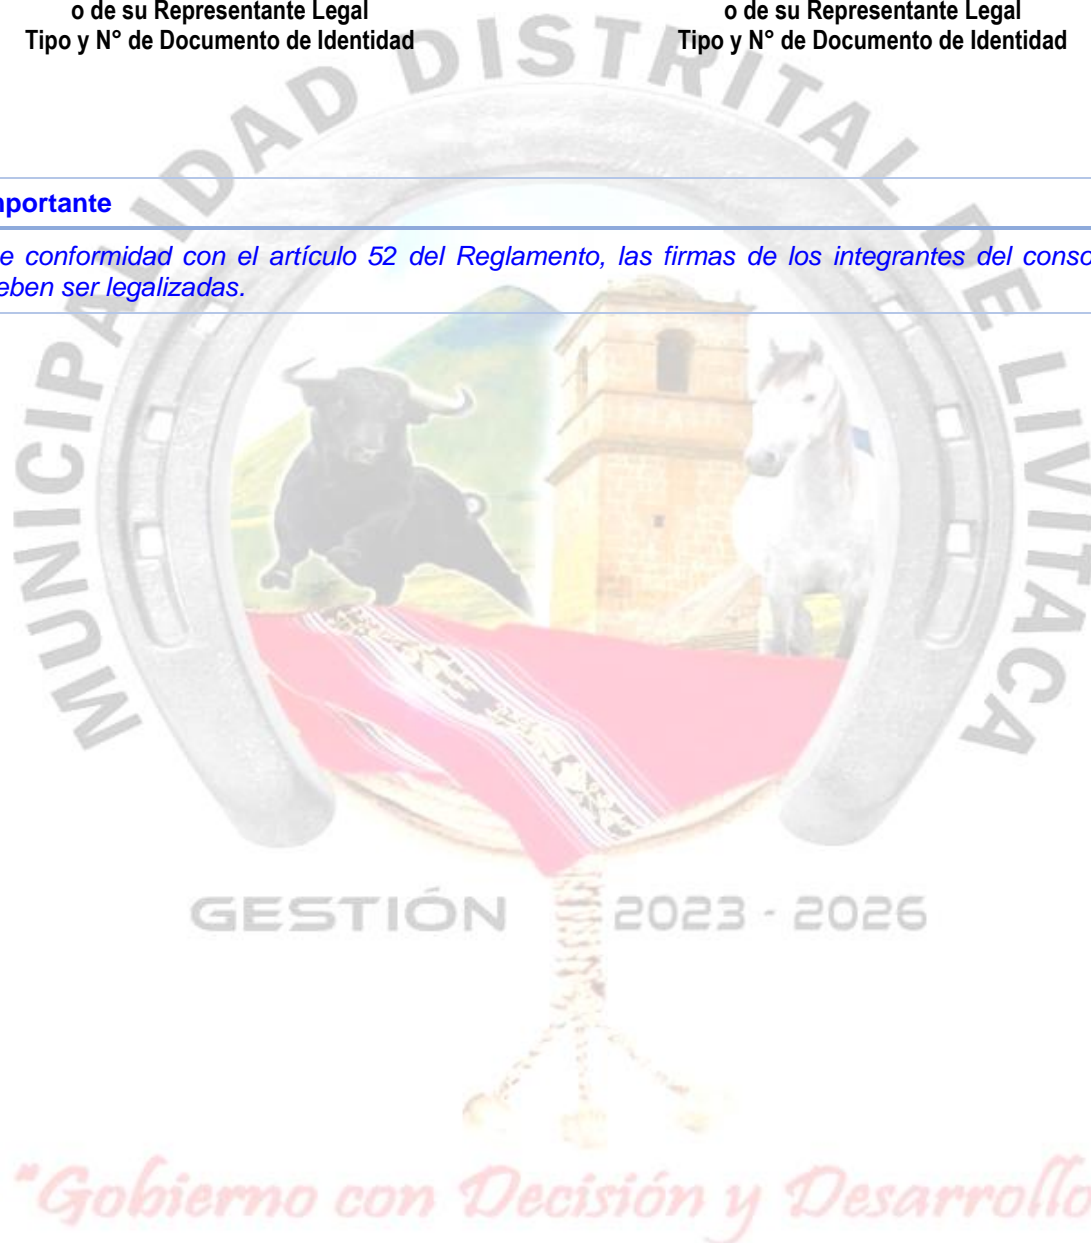 o de su Representante Legal
Tipo y N° de Documento de Identidad
o de su Representante Legal
Tipo y N° de Documento de Identidad
MUNICIPALIDAD DISTRITAL DE LIVITACA
mportante
e conformidad con el artículo 52 del Reglamento, las firmas de los integrantes del conso
eben ser legalizadas.
GESTIÓN 2023 - 2026
"Gobierno con Decisión y Desarrollo